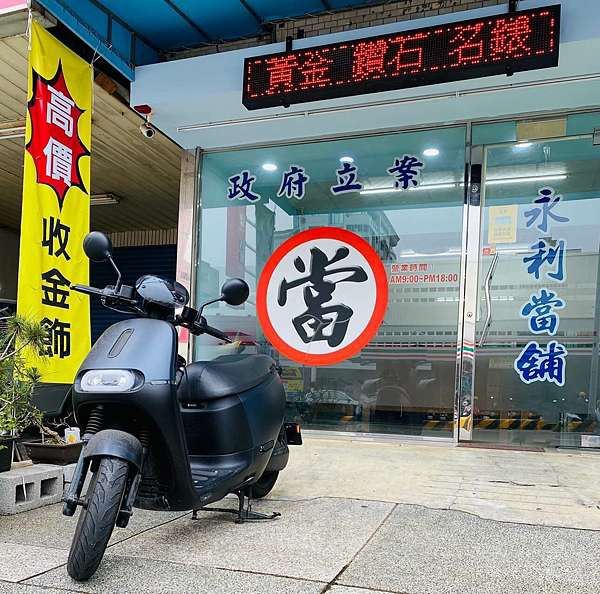 黃金 鑽石 名錶
高價
收金飾
政府立案
當
營業時間
AM9:00~PM18:00
永利當舖